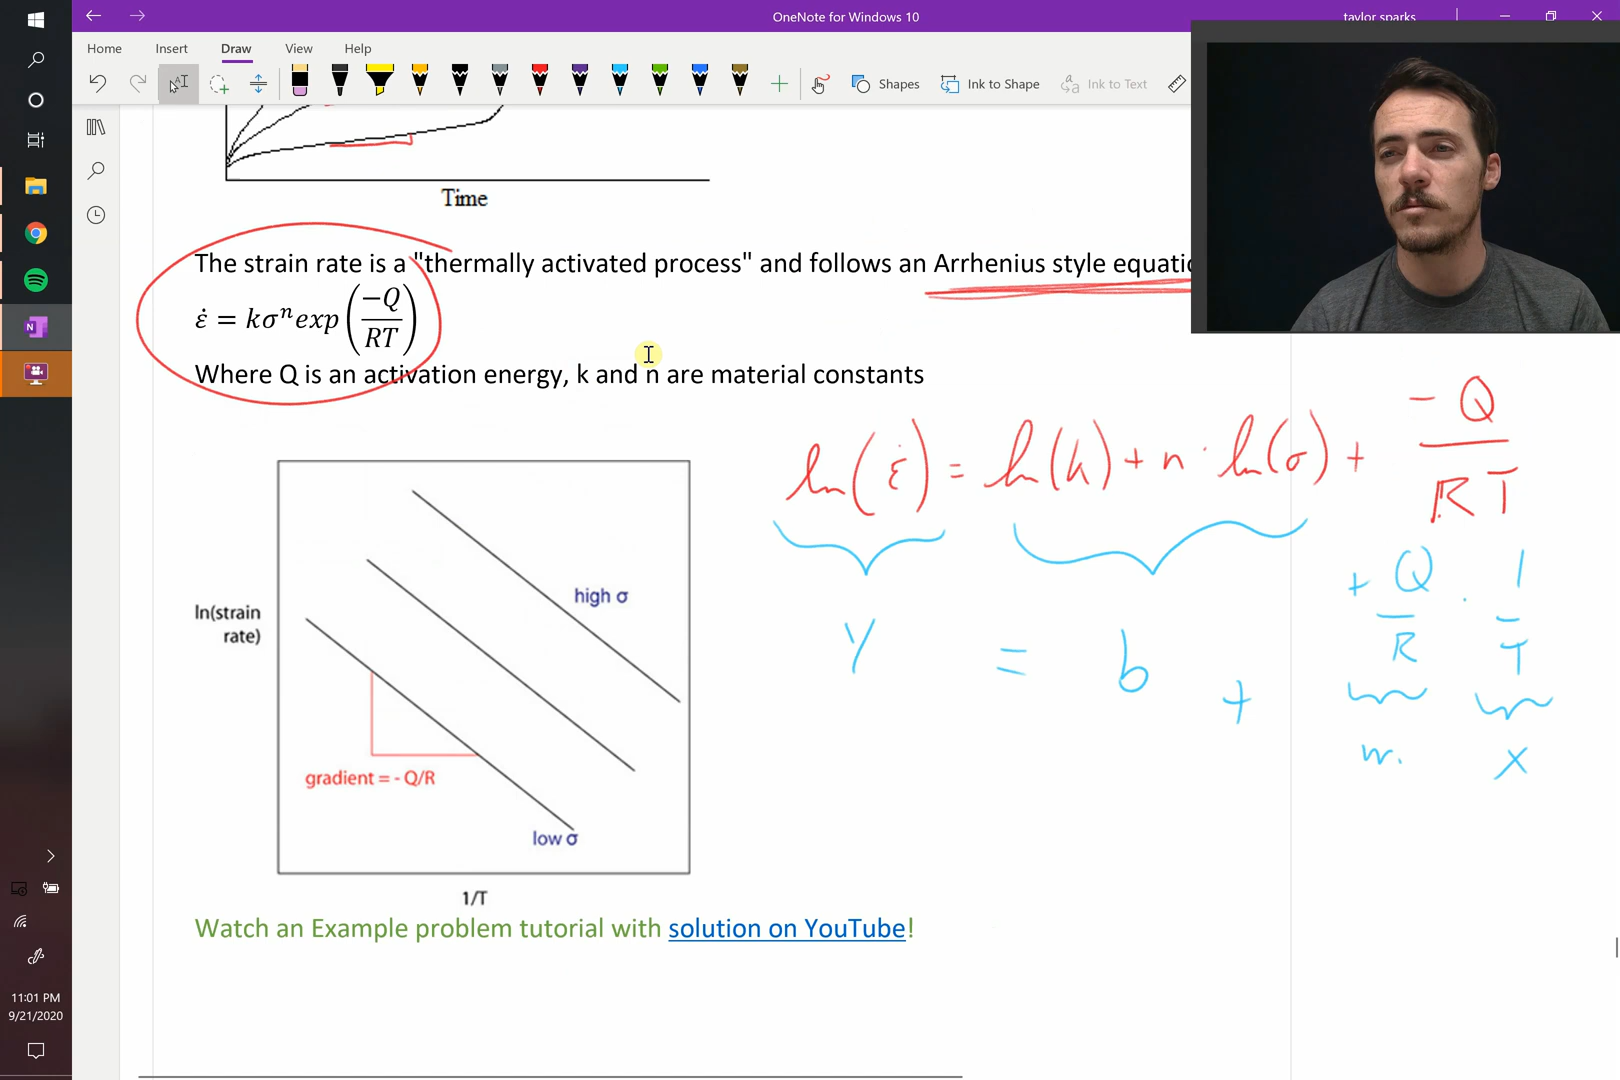 OneNote for Windows 10
taylor sparks
Home Insert Draw View Help
Shapes Ink to Shape Ink to Text
Time
The strain rate is a "thermally activated process" and follows an Arrhenius style equatio
ε̇ = kσⁿexp(−Q/RT)
Where Q is an activation energy, k and n are material constants
ln(ε̇) = ln(k) + n · ln(σ) + −Q/RT
+ Q/R · 1/T
y = b + m x
ln(strain
rate)
high σ
gradient = - Q/R
low σ
1/T
Watch an Example problem tutorial with solution on YouTube!
11:01 PM
9/21/2020